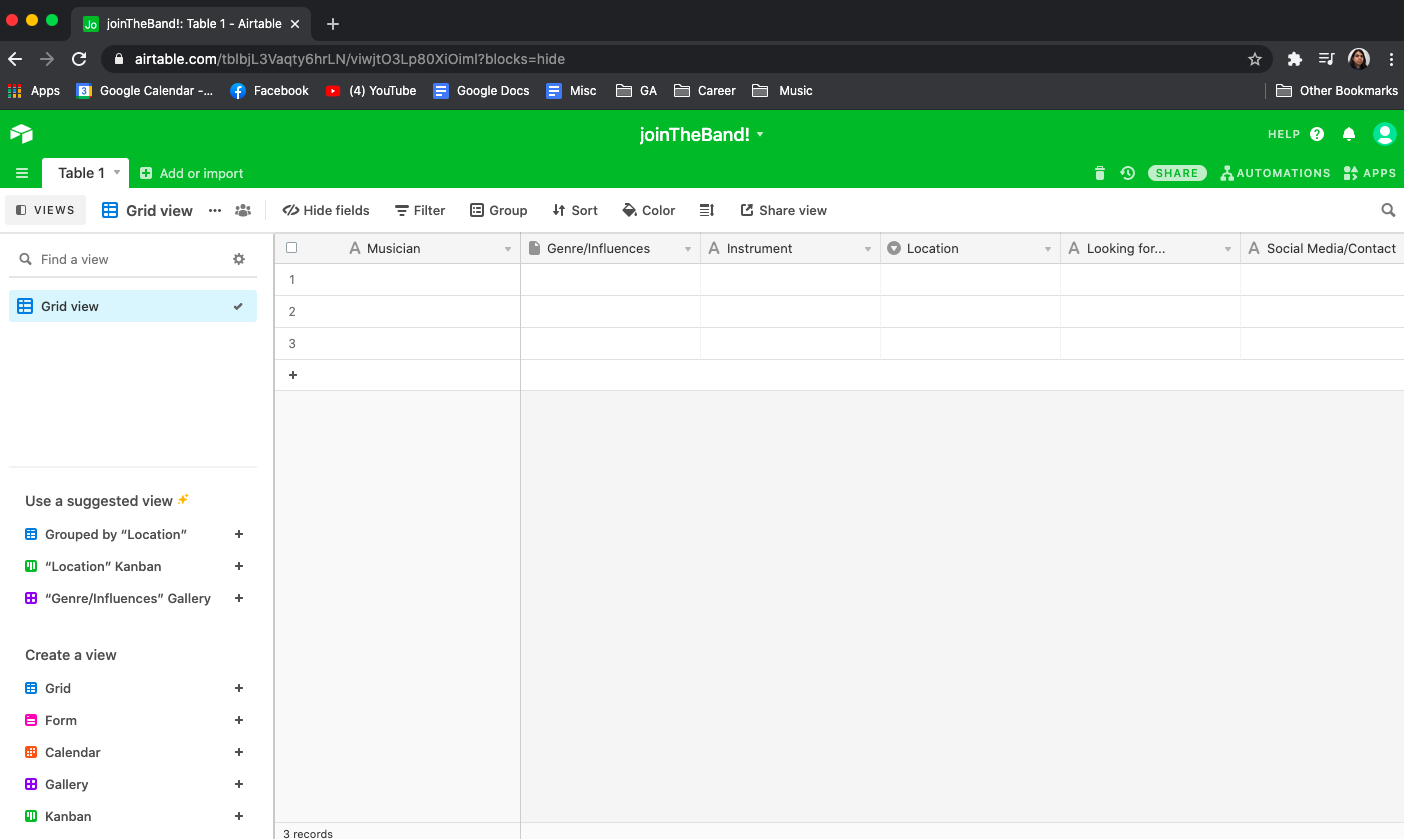 Jo joinTheBand!: Table 1 - Airtable
airtable.com/tblbjL3Vaqty6hrLN/viwjtO3Lp80XiOiml?blocks=hide
Apps 3 Google Calendar -... Facebook (4) YouTube Google Docs Misc GA Career Music Other Bookmarks
joinTheBand! HELP ?
Table 1 Add or import SHARE AUTOMATIONS APPS
VIEWS Grid view ... Hide fields Filter Group Sort Color Share view
Find a view
A Musician Genre/Influences A Instrument Location A Looking for... A Social Media/Contact
1
Grid view
2
3
+
Use a suggested view
Grouped by “Location” +
“Location” Kanban +
“Genre/Influences” Gallery +
Create a view
Grid +
Form +
Calendar +
Gallery +
Kanban +
3 records